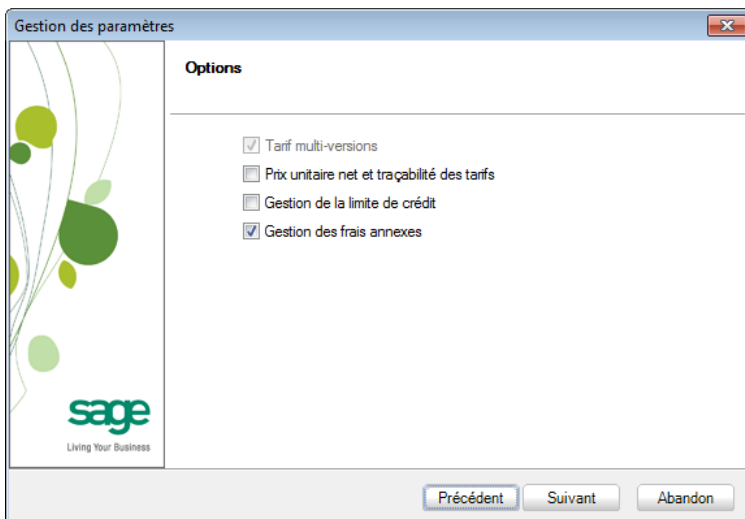 Gestion des paramètres
Options
Tarif multi-versions
Prix unitaire net et traçabilité des tarifs
Gestion de la limite de crédit
Gestion des frais annexes
sage
Living Your Business
Précédent Suivant Abandon